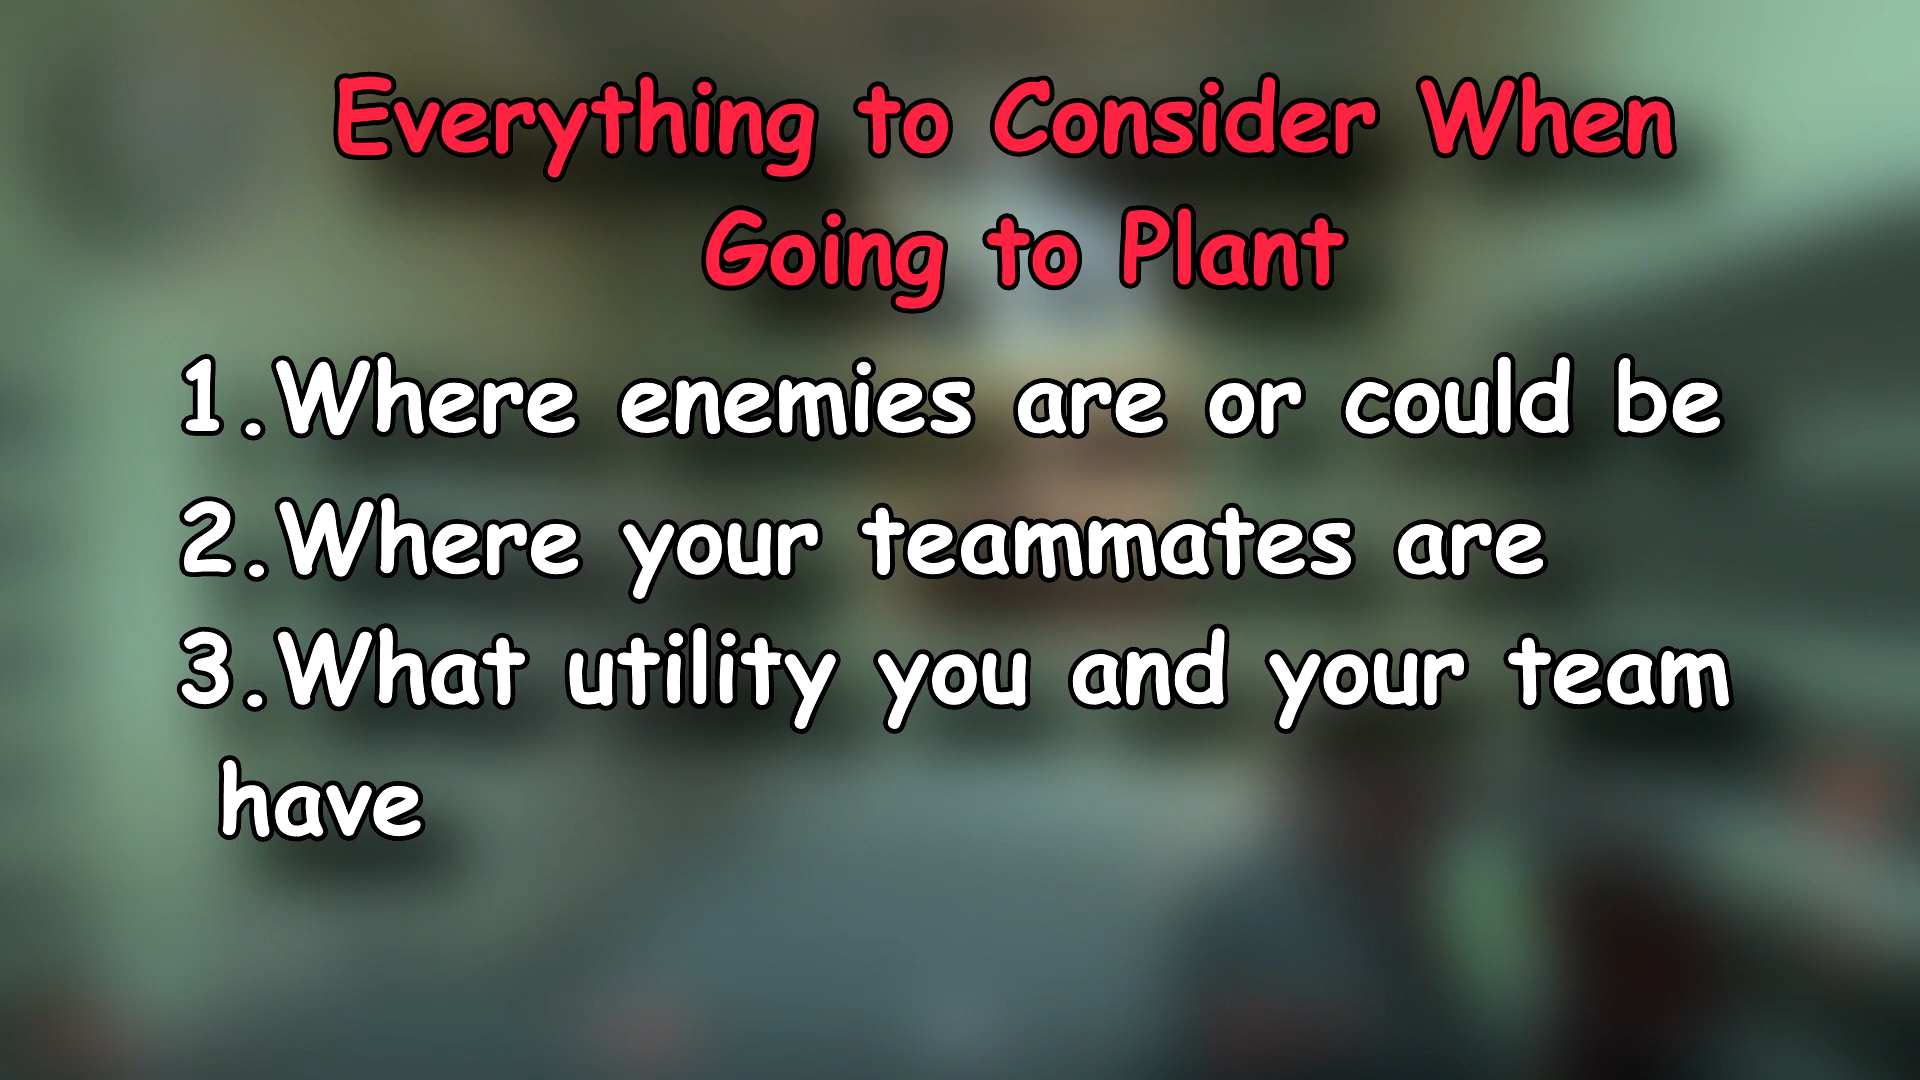 Everything to Consider When
Going to Plant
1.Where enemies are or could be
2.Where your teammates are
3.What utility you and your team
have